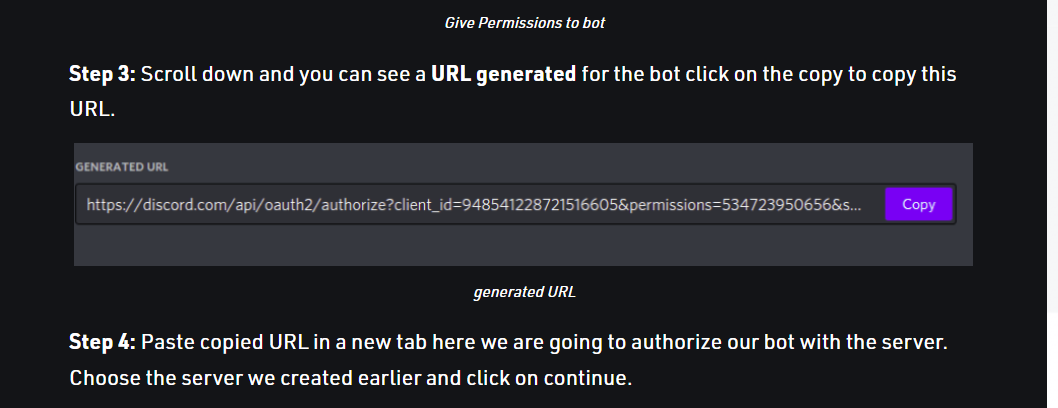 Give Permissions to bot
Step 3: Scroll down and you can see a URL generated for the bot click on the copy to copy this
URL.
GENERATED URL
https://discord.com/api/oauth2/authorize?client_id=948541228721516605&permissions=534723950656&s...
Copy
generated URL
Step 4: Paste copied URL in a new tab here we are going to authorize our bot with the server.
Choose the server we created earlier and click on continue.